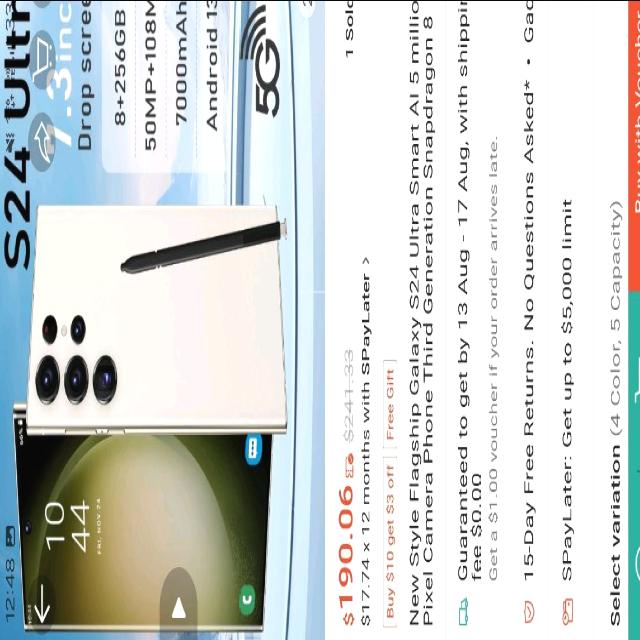 12:48
S24 Ultr
7.3inc
Drop scree
8+256GB
50MP+108M
7000mAh
Android 13
5G
10
44
FRI, NOV 24
$190.06 $241.33
1 Sold
$17.74 x 12 months with SPayLater >
Buy $10 get $3 off
Free Gift
New Style Flagship Galaxy S24 Ultra Smart AI 5 millio
Pixel Camera Phone Third Generation Snapdragon 8
Guaranteed to get by 13 Aug - 17 Aug, with shippin
fee $0.00
Get a $1.00 voucher if your order arrives late.
15-Day Free Returns. No Questions Asked* • Gad
SPayLater: Get up to $5,000 limit
Select variation (4 Color, 5 Capacity)
Buy with Voucher